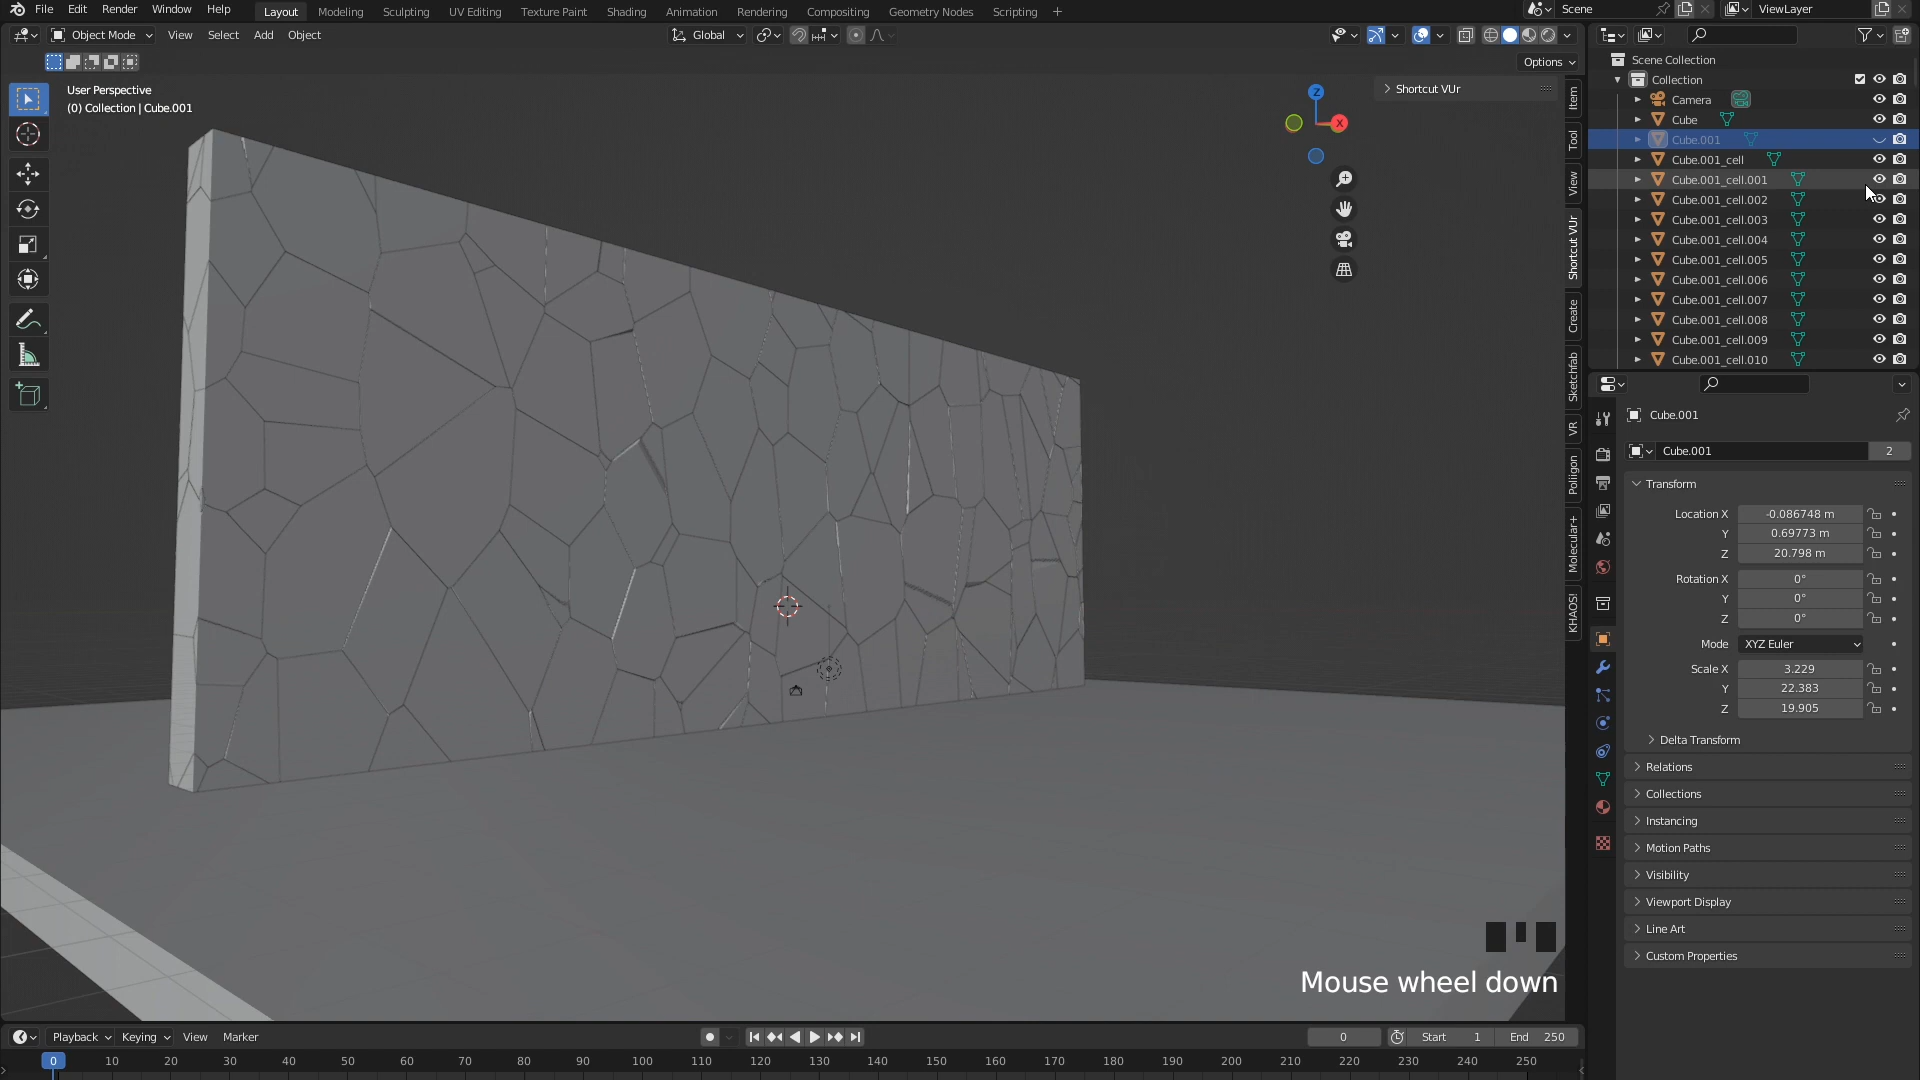 File Edit Render Window Help Layout Modeling Sculpting UV Editing Texture Paint Shading Animation Rendering Compositing Geometry Nodes Scripting + Scene ViewLayer
Object Mode View Select Add Object Global
Options
User Perspective
(0) Collection | Cube.001
Shortcut VUr
Z
X
Item
Tool
View
Shortcut VUr
Create
Sketchfab
VR
Poliigon
Molecular+
KHAOS!
Scene Collection
Collection
Camera
Cube
Cube.001
Cube.001_cell
Cube.001_cell.001
Cube.001_cell.002
Cube.001_cell.003
Cube.001_cell.004
Cube.001_cell.005
Cube.001_cell.006
Cube.001_cell.007
Cube.001_cell.008
Cube.001_cell.009
Cube.001_cell.010
Cube.001
Cube.001 2
Transform
Location X -0.086748 m
Y 0.69773 m
Z 20.798 m
Rotation X 0°
Y 0°
Z 0°
Mode XYZ Euler
Scale X 3.229
Y 22.383
Z 19.905
Delta Transform
Relations
Collections
Instancing
Motion Paths
Visibility
Viewport Display
Line Art
Custom Properties
Mouse wheel down
Playback Keying View Marker 0 Start 1 End 250
0 10 20 30 40 50 60 70 80 90 100 110 120 130 140 150 160 170 180 190 200 210 220 230 240 250